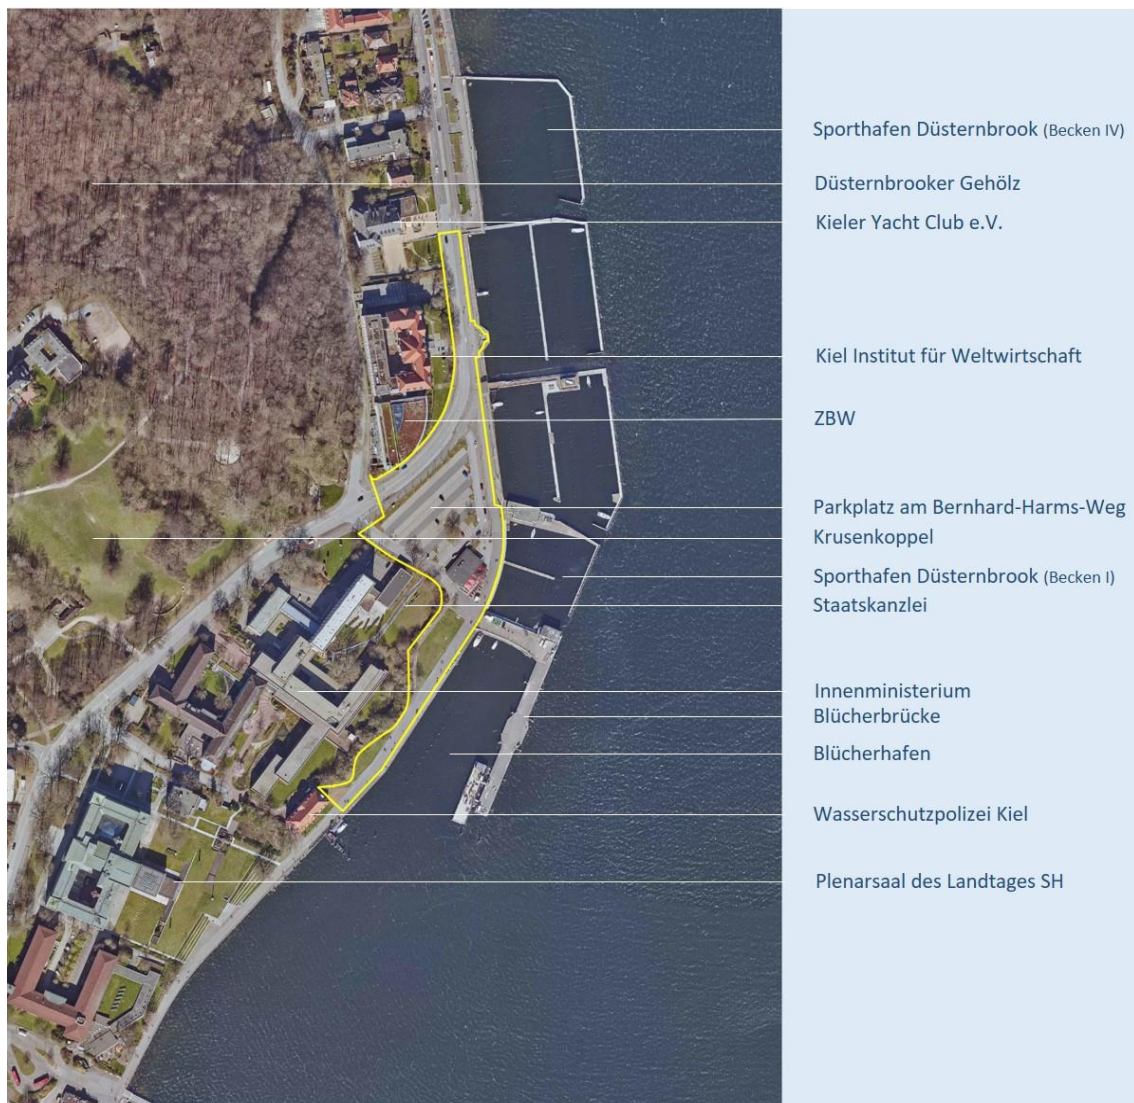 Sporthafen Düsternbrook (Becken IV)
Düsternbrooker Gehölz
Kieler Yacht Club e.V.
Kiel Institut für Weltwirtschaft
ZBW
Parkplatz am Bernhard-Harms-Weg
Krusenkoppel
Sporthafen Düsternbrook (Becken I)
Staatskanzlei
Innenministerium
Blücherbrücke
Blücherhafen
Wasserschutzpolizei Kiel
Plenarsaal des Landtages SH